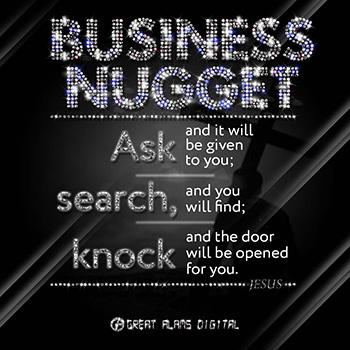 BUSINESS
NUGGET
Ask and it will
be given
to you;
search, and you
will find;
knock and the door
will be opened
for you.
JESUS
GREAT ALAMS DIGITAL